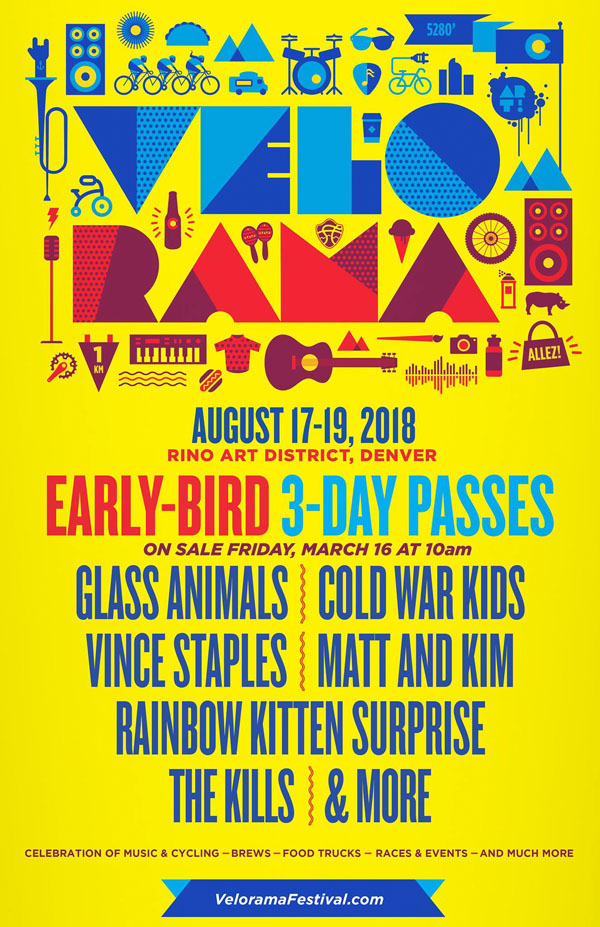 5280'
ART!
VELO
RAMA
1
KM
ALLEZ!
AUGUST 17-19, 2018
RINO ART DISTRICT, DENVER
EARLY-BIRD 3-DAY PASSES
ON SALE FRIDAY, MARCH 16 AT 10am
GLASS ANIMALS COLD WAR KIDS
VINCE STAPLES MATT AND KIM
RAINBOW KITTEN SURPRISE
THE KILLS & MORE
CELEBRATION OF MUSIC & CYCLING – BREWS – FOOD TRUCKS – RACES & EVENTS – AND MUCH MORE
VeloramaFestival.com